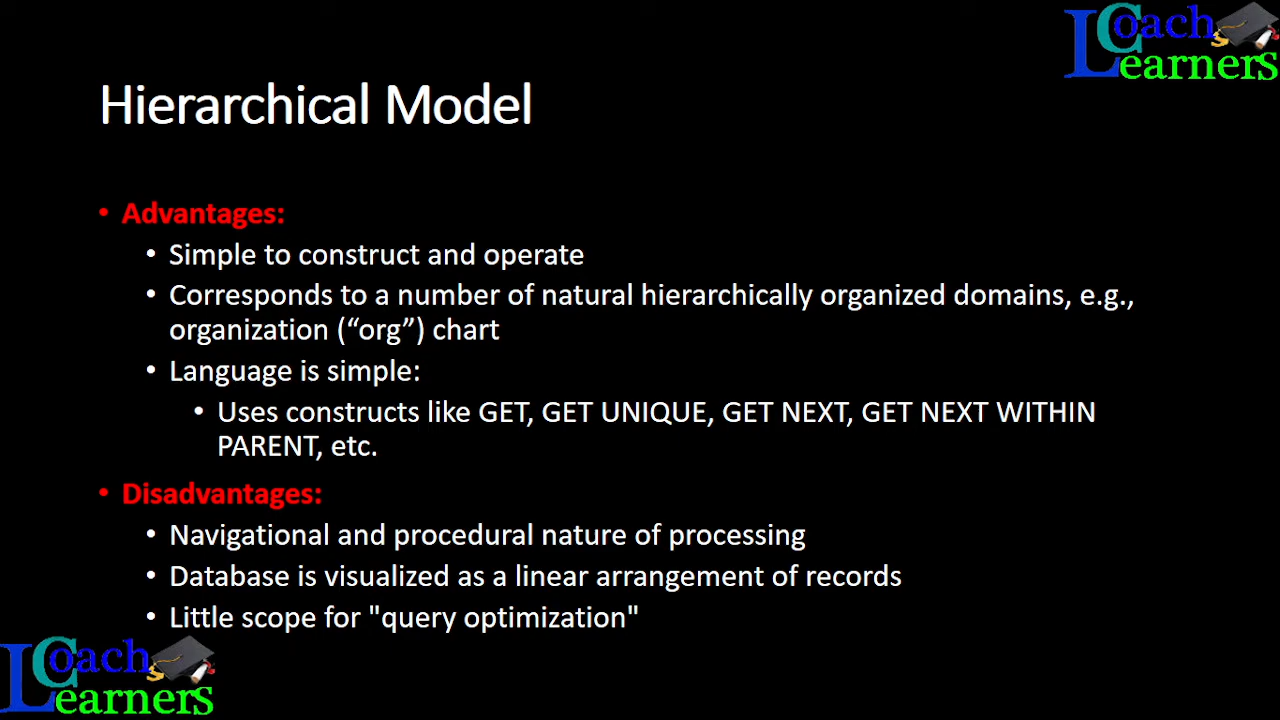 Coach
Learners
Hierarchical Model
• Advantages:
• Simple to construct and operate
• Corresponds to a number of natural hierarchically organized domains, e.g.,
organization (“org”) chart
• Language is simple:
• Uses constructs like GET, GET UNIQUE, GET NEXT, GET NEXT WITHIN
PARENT, etc.
• Disadvantages:
• Navigational and procedural nature of processing
• Database is visualized as a linear arrangement of records
• Little scope for "query optimization"
Coach
Learners